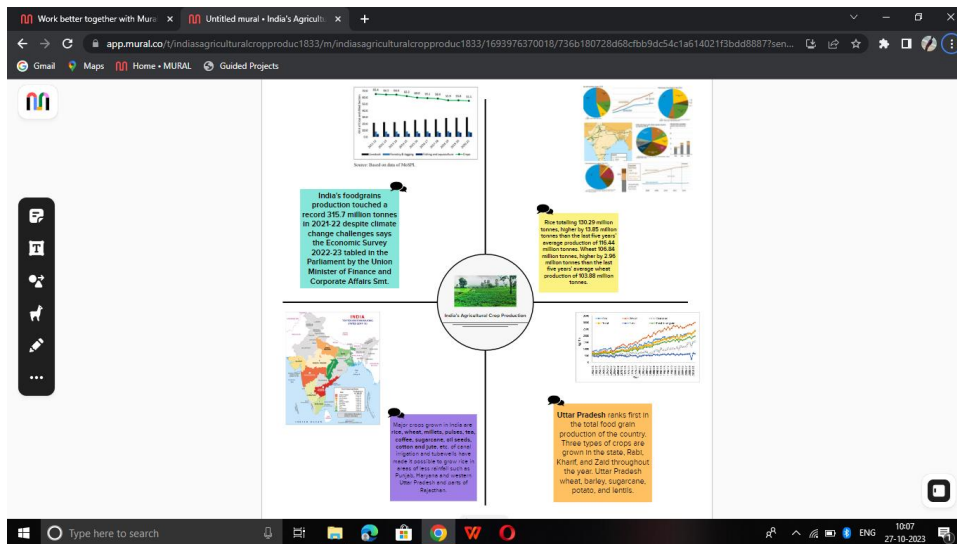 Work better together with Mura
Untitled mural • India's Agricultu
app.mural.co/t/indiasagriculturalcropproduc1833/m/indiasagriculturalcropproduc1833/1693976370018/736b180728d68cfbb9dc54c1a614021f3bdd8887?sen...
Gmail
Maps
Home • MURAL
Guided Projects
Source: Based on data of MoSPI.
India's foodgrains
production touched a
record 315.7 million tonnes
in 2021-22 despite climate
change challenges says
the Economic Survey
2022-23 tabled in the
Parliament by the Union
Minister of Finance and
Corporate Affairs Smt.
Rice totalling 130.29 million
tonnes, higher by 13.85 million
tonnes than the last five years'
average production of 116.44
million tonnes. Wheat 106.84
million tonnes, higher by 2.96
million tonnes than the last
five years' average wheat
production of 103.88 million
tonnes.
India's Agricultural Crop Production
INDIA
Major crops grown in India are
rice, wheat, millets, pulses, tea,
coffee, sugarcane, oil seeds,
cotton and jute, etc. of canal
irrigation and tubewells have
made it possible to grow rice in
areas of less rainfall such as
Punjab, Haryana and western
Uttar Pradesh and parts of
Rajasthan.
Uttar Pradesh ranks first in
the total food grain
production of the country.
Three types of crops are
grown in the state, Rabi,
Kharif, and Zaid throughout
the year. Uttar Pradesh
wheat, barley, sugarcane,
potato, and lentils.
Type here to search
ENG
10:07
27-10-2023